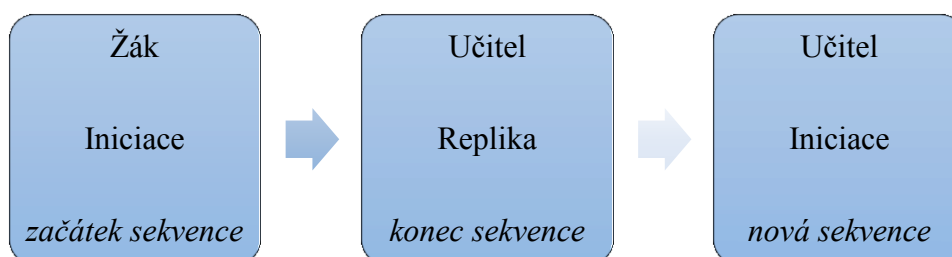 Žák
Iniciace
začátek sekvence
Učitel
Replika
konec sekvence
Učitel
Iniciace
nová sekvence